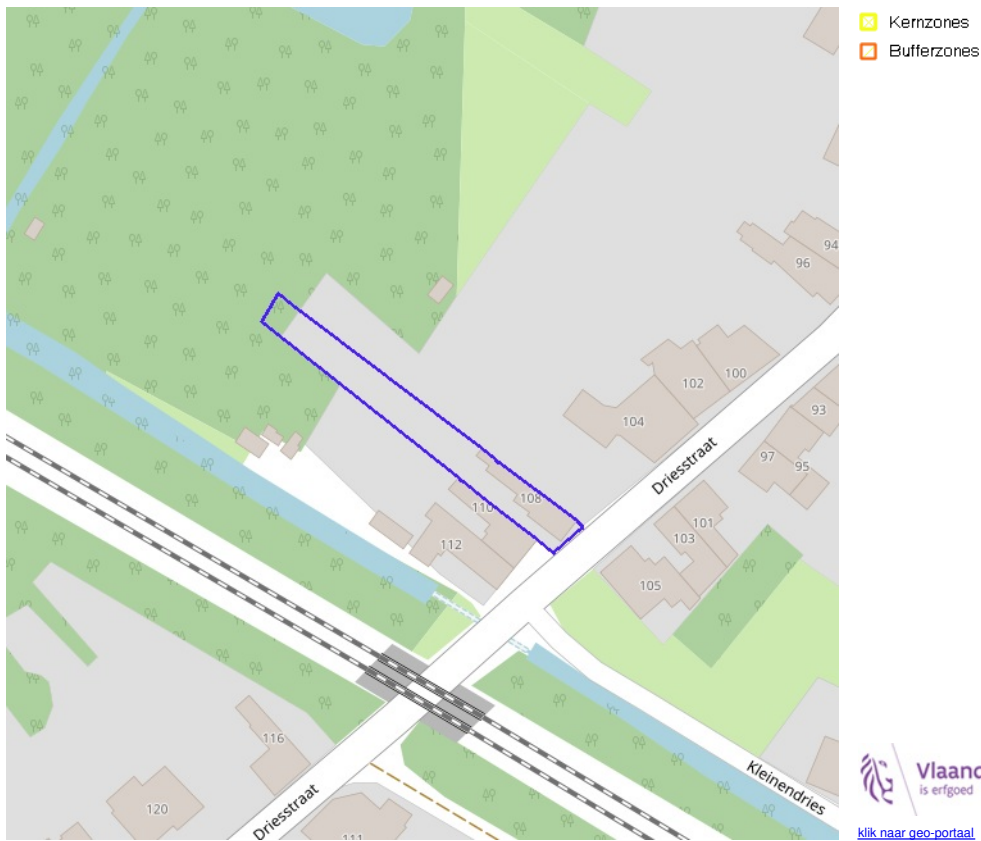 Kernzones
Bufferzones
94
96
100
102
104
93
97
95
Driesstraat
108
110
101
103
112
105
116
Kleinendries
120
Driesstraat
111
Vlaand
is erfgoed
klik naar geo-portaal